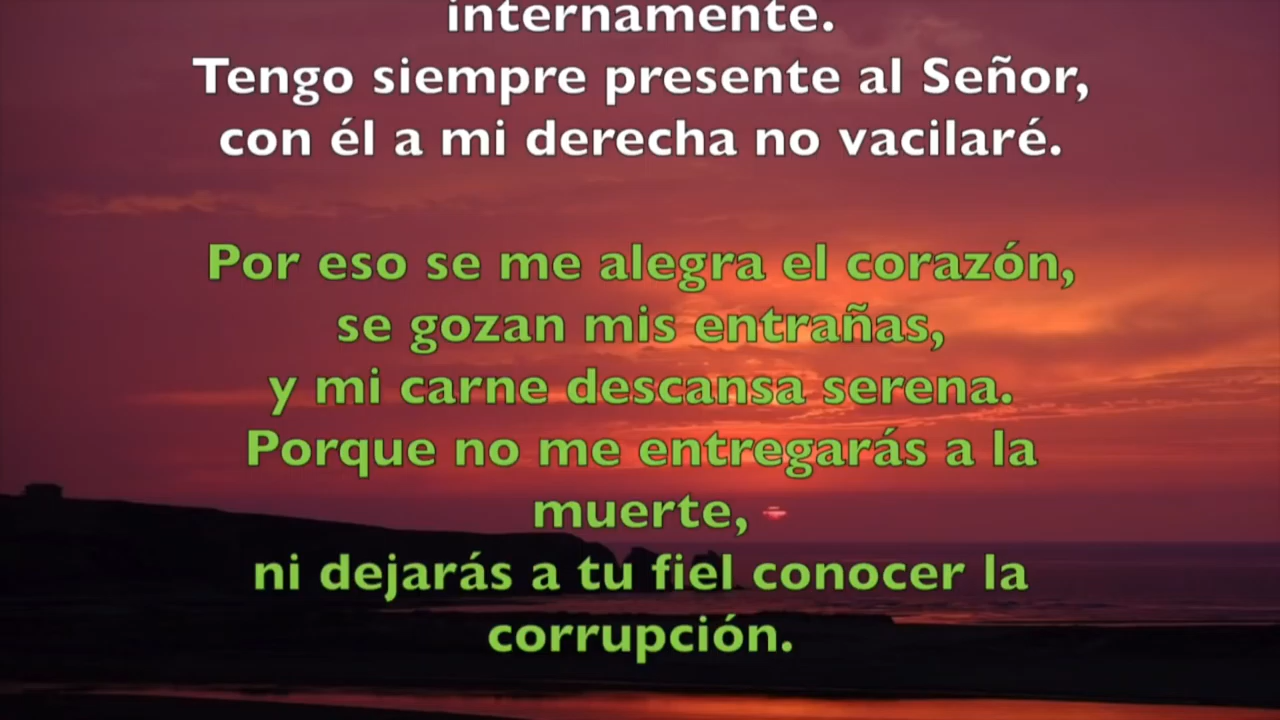 internamente.
Tengo siempre presente al Señor,
con él a mi derecha no vacilaré.
Por eso se me alegra el corazón,
se gozan mis entrañas,
y mi carne descansa serena.
Porque no me entregarás a la
muerte,
ni dejarás a tu fiel conocer la
corrupción.